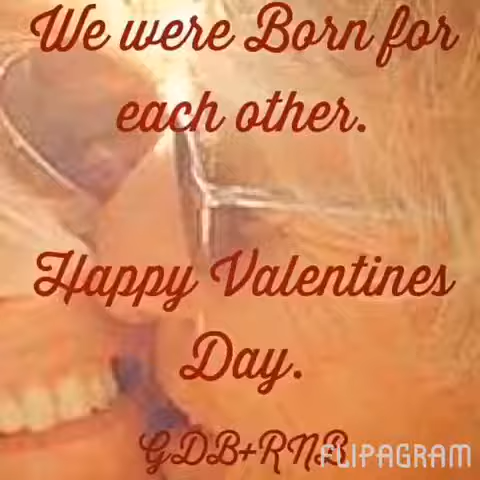 We were Born for
each other.
Happy Valentines
Day.
GDB+RNB
FLIPAGRAM